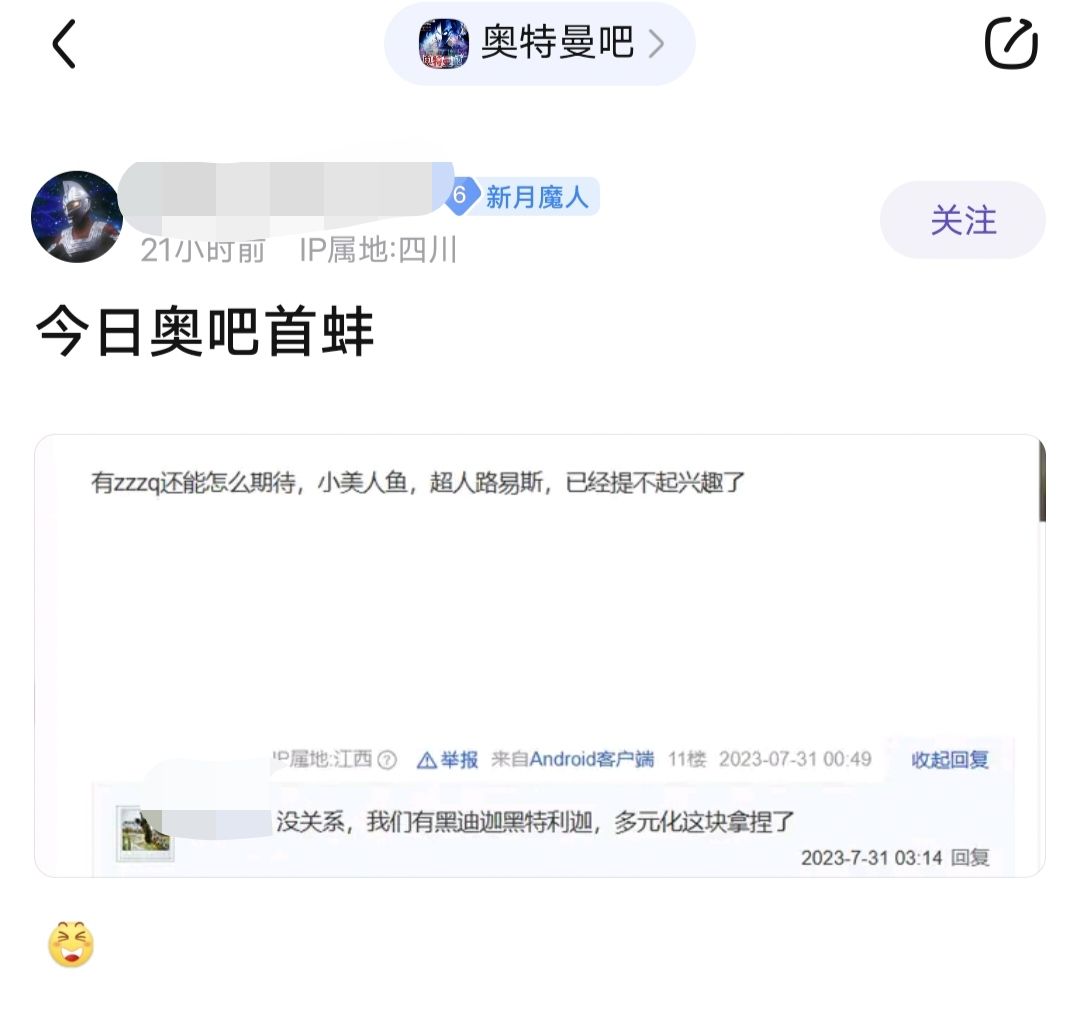 奥特曼吧
6 新月魔人
21小时前 IP属地:四川
关注
今日奥吧首蚌
有zzzq还能怎么期待，小美人鱼，超人路易斯，已经提不起兴趣了
IP属地:江西 举报 来自Android客户端 11楼 2023-07-31 00:49 收起回复
没关系，我们有黑迪迦黑特利迦，多元化这块拿捏了
2023-7-31 03:14 回复